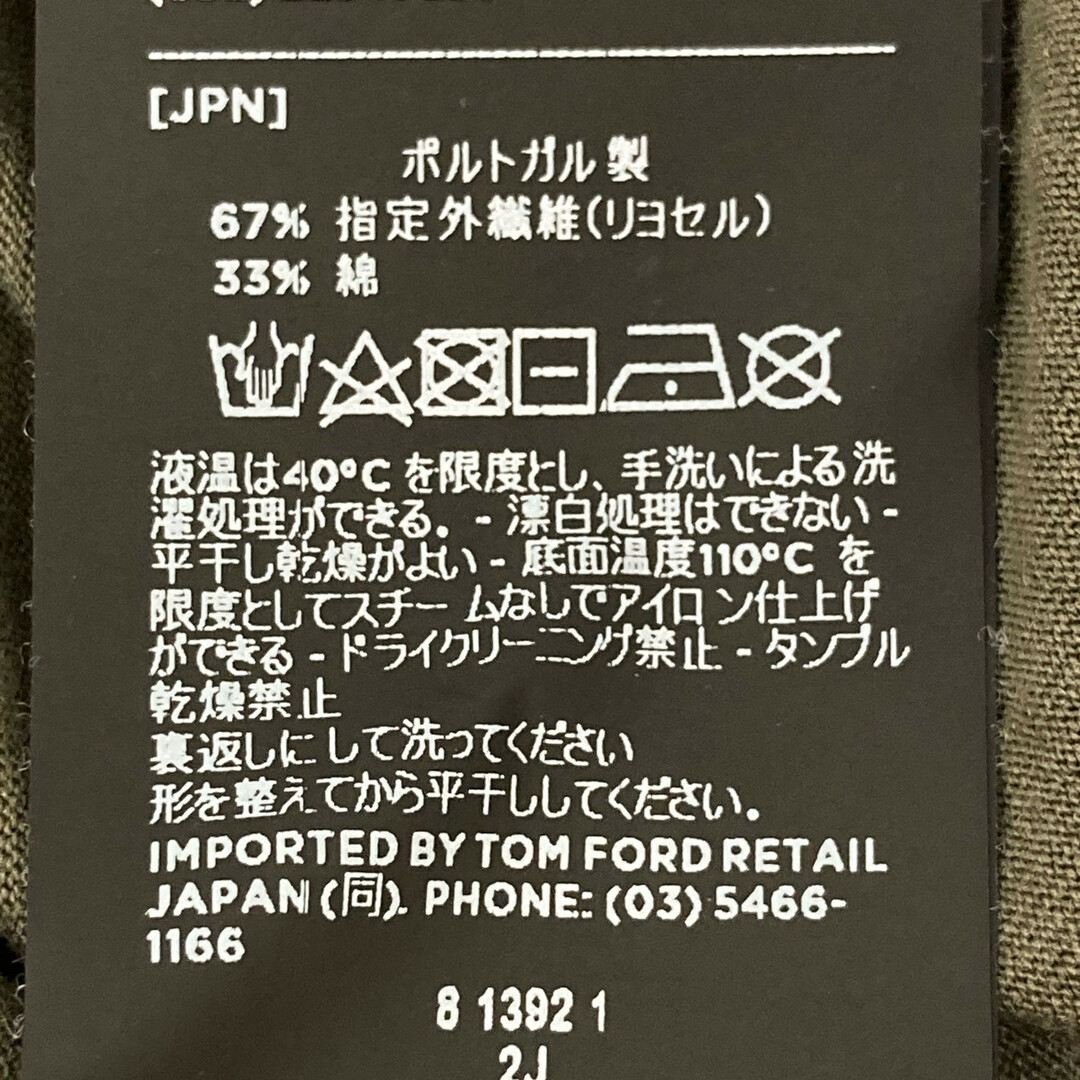 [JPN]
ポルトガル製
67% 指定外繊維(リヨセル)
33% 綿
液温は40°C を限度とし、手洗いによる洗
濯処理ができる。 - 漂白処理はできない -
平干し乾燥がよい - 底面温度110°C を
限度としてスチームなしでアイロン仕上げ
ができる - ドライクリーニング禁止 - タンブル
乾燥禁止
裏返しにして洗ってください
形を整えてから平干ししてください。
IMPORTED BY TOM FORD RETAIL
JAPAN (同). PHONE: (03) 5466-
1166
8 1392 1
2J